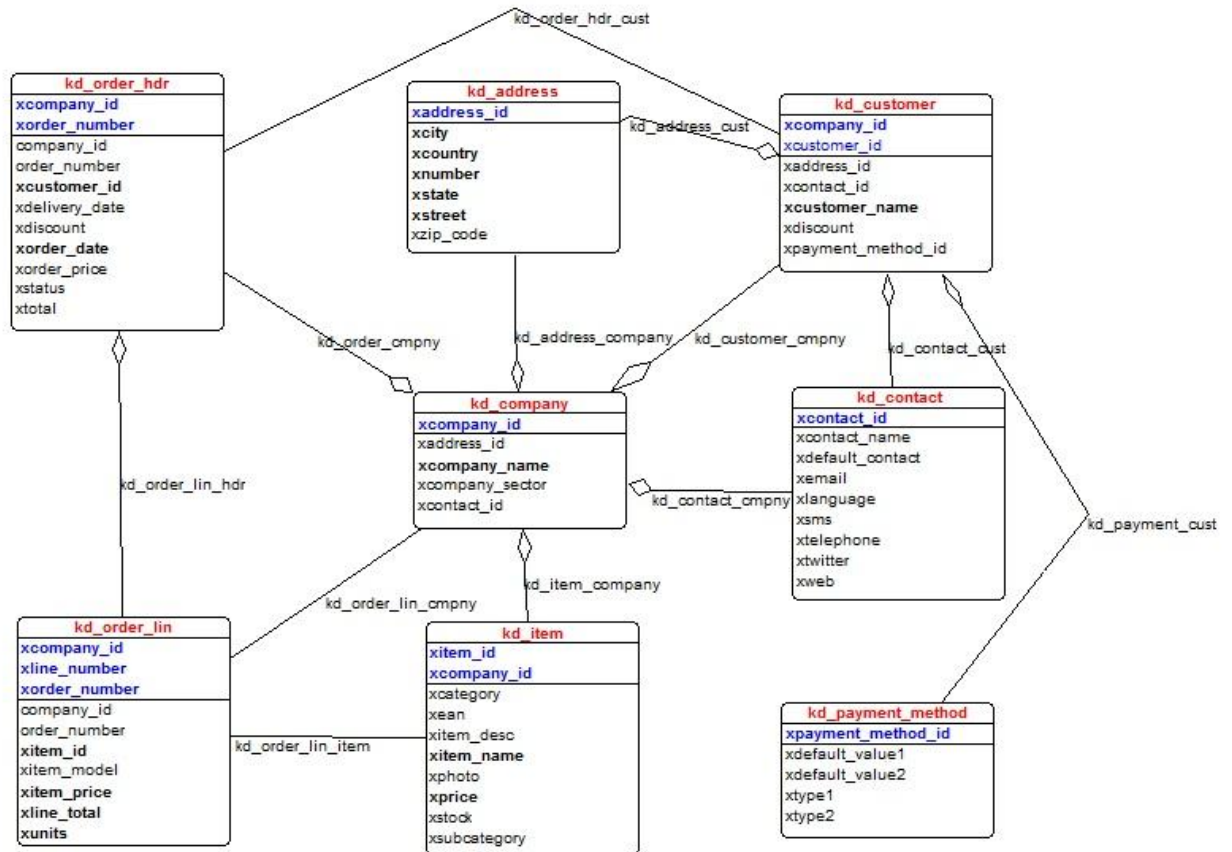 kd_order_hdr_cust
kd_order_hdr
xcompany_id
xorder_number
company_id
order_number
xcustomer_id
xdelivery_date
xdiscount
xorder_date
xorder_price
xstatus
xtotal
kd_address
xaddress_id
xcity
xcountry
xnumber
xstate
xstreet
xzip_code
kd_address_cust
kd_customer
xcompany_id
xcustomer_id
xaddress_id
xcontact_id
xcustomer_name
xdiscount
xpayment_method_id
kd_order_cmpny
kd_address_company
kd_customer_cmpny
kd_contact_cust
kd_company
xcompany_id
xaddress_id
xcompany_name
xcompany_sector
xcontact_id
kd_contact
xcontact_id
xcontact_name
xdefault_contact
xemail
xlanguage
xsms
xtelephone
xtwitter
xweb
kd_order_lin_hdr
kd_contact_cmpny
kd_payment_cust
kd_item_company
kd_order_lin_cmpny
kd_order_lin
xcompany_id
xline_number
xorder_number
company_id
order_number
xitem_id
xitem_model
xitem_price
xline_total
xunits
kd_order_lin_item
kd_item
xitem_id
xcompany_id
xcategory
xean
xitem_desc
xitem_name
xphoto
xprice
xstock
xsubcategory
kd_payment_method
xpayment_method_id
xdefault_value1
xdefault_value2
xtype1
xtype2